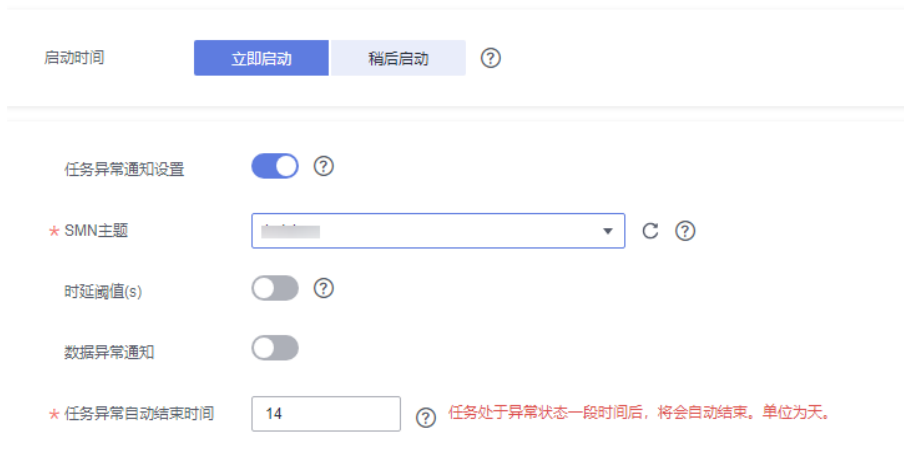 启动时间 立即启动 稍后启动 ?
任务异常通知设置 ?
* SMN主题 ?
时延阈值(s) ?
数据异常通知
* 任务异常自动结束时间 14 ? 任务处于异常状态一段时间后，将会自动结束。单位为天。